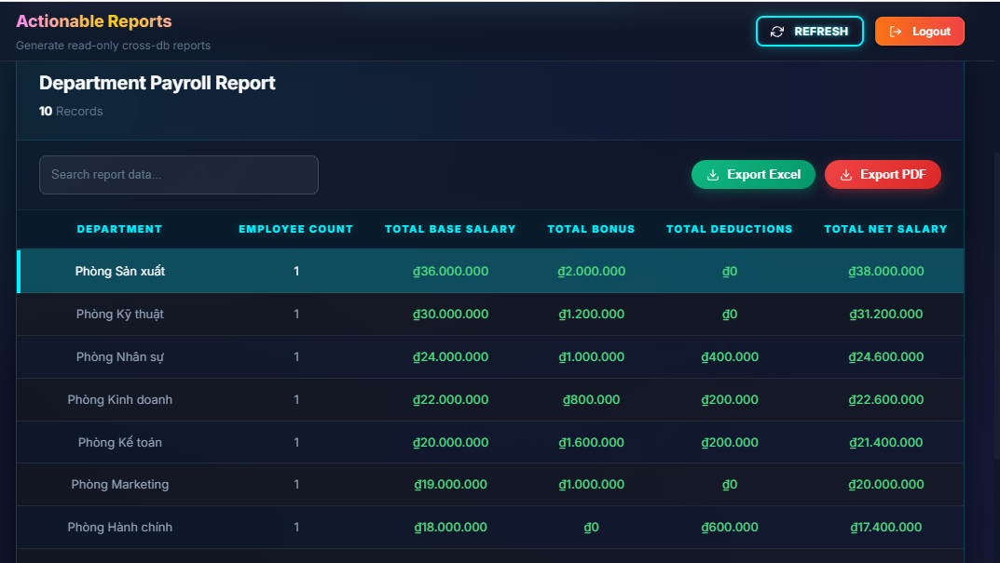 Actionable Reports
Generate read-only cross-db reports
REFRESH
Logout
Department Payroll Report
10 Records
Search report data...
Export Excel
Export PDF
DEPARTMENT EMPLOYEE COUNT TOTAL BASE SALARY TOTAL BONUS TOTAL DEDUCTIONS TOTAL NET SALARY
Phòng Sản xuất 1 ₫36.000.000 ₫2.000.000 ₫0 ₫38.000.000
Phòng Kỹ thuật 1 ₫30.000.000 ₫1.200.000 ₫0 ₫31.200.000
Phòng Nhân sự 1 ₫24.000.000 ₫1.000.000 ₫400.000 ₫24.600.000
Phòng Kinh doanh 1 ₫22.000.000 ₫800.000 ₫200.000 ₫22.600.000
Phòng Kế toán 1 ₫20.000.000 ₫1.600.000 ₫200.000 ₫21.400.000
Phòng Marketing 1 ₫19.000.000 ₫1.000.000 ₫0 ₫20.000.000
Phòng Hành chính 1 ₫18.000.000 ₫0 ₫600.000 ₫17.400.000